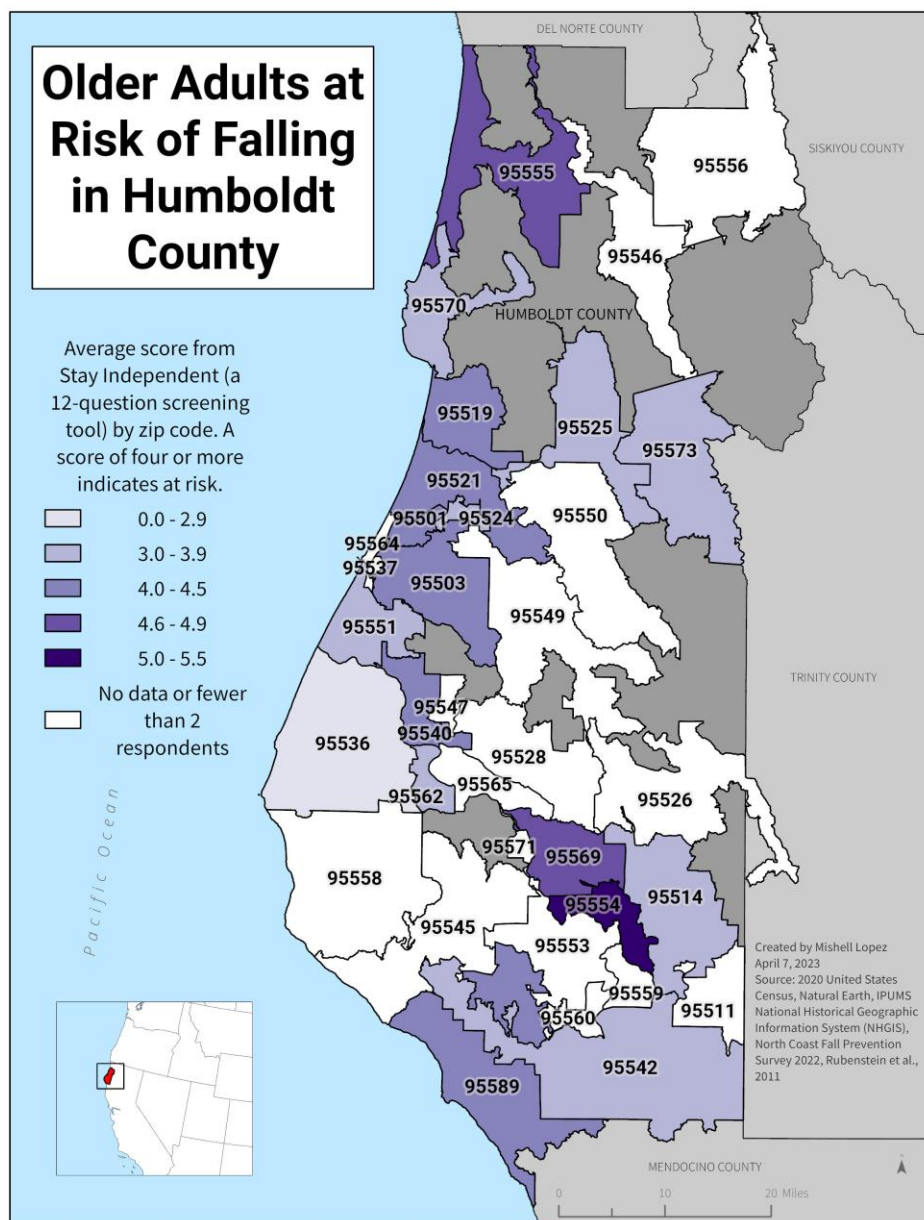 Older Adults at
Risk of Falling
in Humboldt
County
Average score from
Stay Independent (a
12-question screening
tool) by zip code. A
score of four or more
indicates at risk.
0.0 - 2.9
3.0 - 3.9
4.0 - 4.5
4.6 - 4.9
5.0 - 5.5
No data or fewer
than 2
respondents
DEL NORTE COUNTY
SISKIYOU COUNTY
95555
95556
95546
95570
HUMBOLDT COUNTY
95519
95525
95573
95521
95501
95524
95550
95564
95537
95503
95549
95551
TRINITY COUNTY
95547
95540
95536
95528
95565
95562
95526
95571
95569
95558
95554
95514
95545
95553
95559
95511
95560
95542
95589
Pacific Ocean
Created by Mishell Lopez
April 7, 2023
Source: 2020 United States
Census, Natural Earth, IPUMS
National Historical Geographic
Information System (NHGIS),
North Coast Fall Prevention
Survey 2022, Rubenstein et al.,
2011
MENDOCINO COUNTY
N
0 10 20 Miles